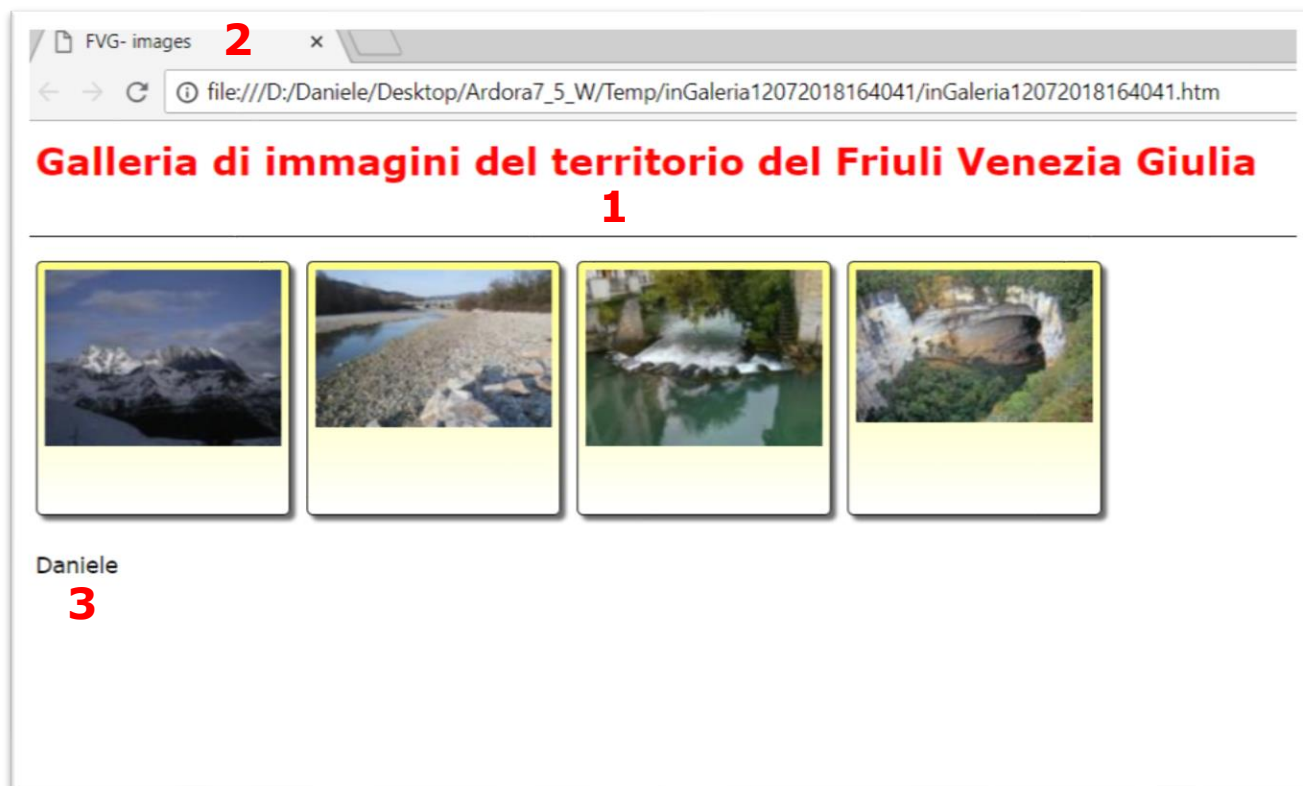 FVG- images 2
file:///D:/Daniele/Desktop/Ardora7_5_W/Temp/inGaleria12072018164041/inGaleria12072018164041.htm
Galleria di immagini del territorio del Friuli Venezia Giulia
1
Daniele
3